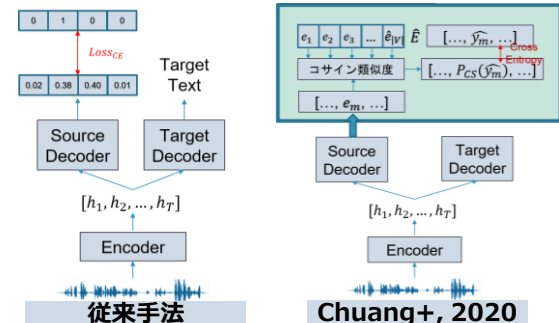 0 1 0 0
Loss_CE
0.02 0.38 0.40 0.01
Target
Text
Source
Decoder
Target
Decoder
[h_1, h_2, ..., h_T]
Encoder
従来手法
e_1 e_2 e_3 ... ê_|V| Ê
[..., ŷ_m, ...]
Cross
Entropy
コサイン類似度
[..., P_CS(ŷ_m), ...]
[..., e_m, ...]
Source
Decoder
Target
Decoder
[h_1, h_2, ..., h_T]
Encoder
Chuang+, 2020